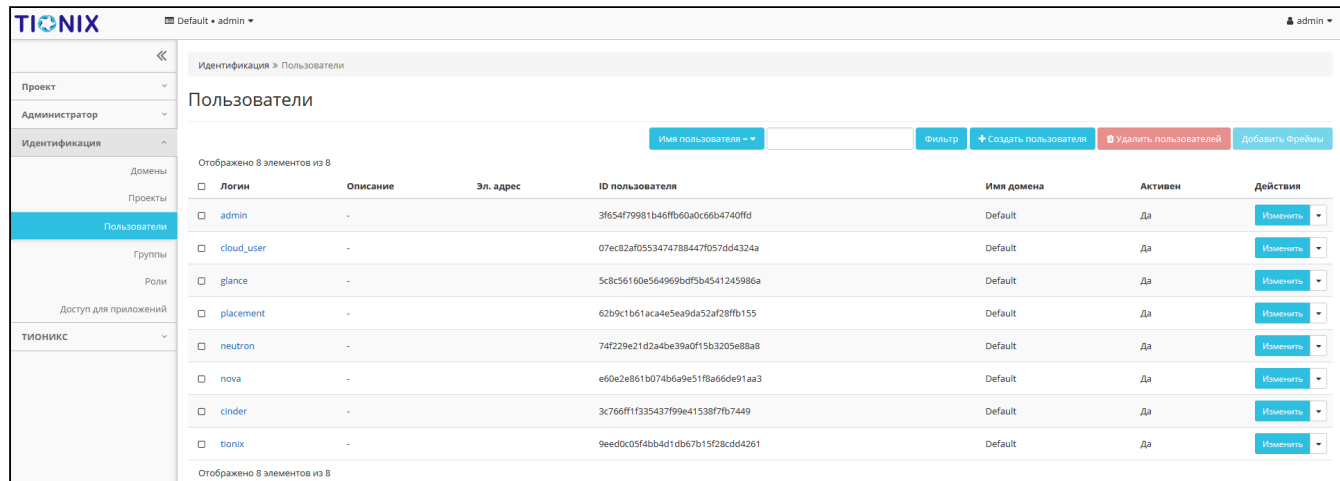 TIONIX Default • admin admin
Идентификация » Пользователи
Проект
Пользователи
Администратор
Имя пользователя = Фильтр Создать пользователя Удалить пользователей Добавить Фреймы
Идентификация
Отображено 8 элементов из 8
Домены
Проекты
Пользователи
Группы
Роли
Доступ для приложений
ТИОНИКС
Логин Описание Эл. адрес ID пользователя Имя домена Активен Действия
admin - 3f654f79981b46ffb60a0c66b4740ffd Default Да Изменить
cloud_user - 07ec82af0553474788447f057dd4324a Default Да Изменить
glance - 5c8c56160e564969bdf5b4541245986a Default Да Изменить
placement - 62b9c1b61aca4e5ea9da52af28ffb155 Default Да Изменить
neutron - 74f229e21d2a4be39a0f15b3205e88a8 Default Да Изменить
nova - e60e2e861b074b6a9e51f8a66de91aa3 Default Да Изменить
cinder - 3c766ff1f335437f99e41538f7fb7449 Default Да Изменить
tionix - 9eed0c05f4bb4d1db67b15f28cdd4261 Default Да Изменить
Отображено 8 элементов из 8